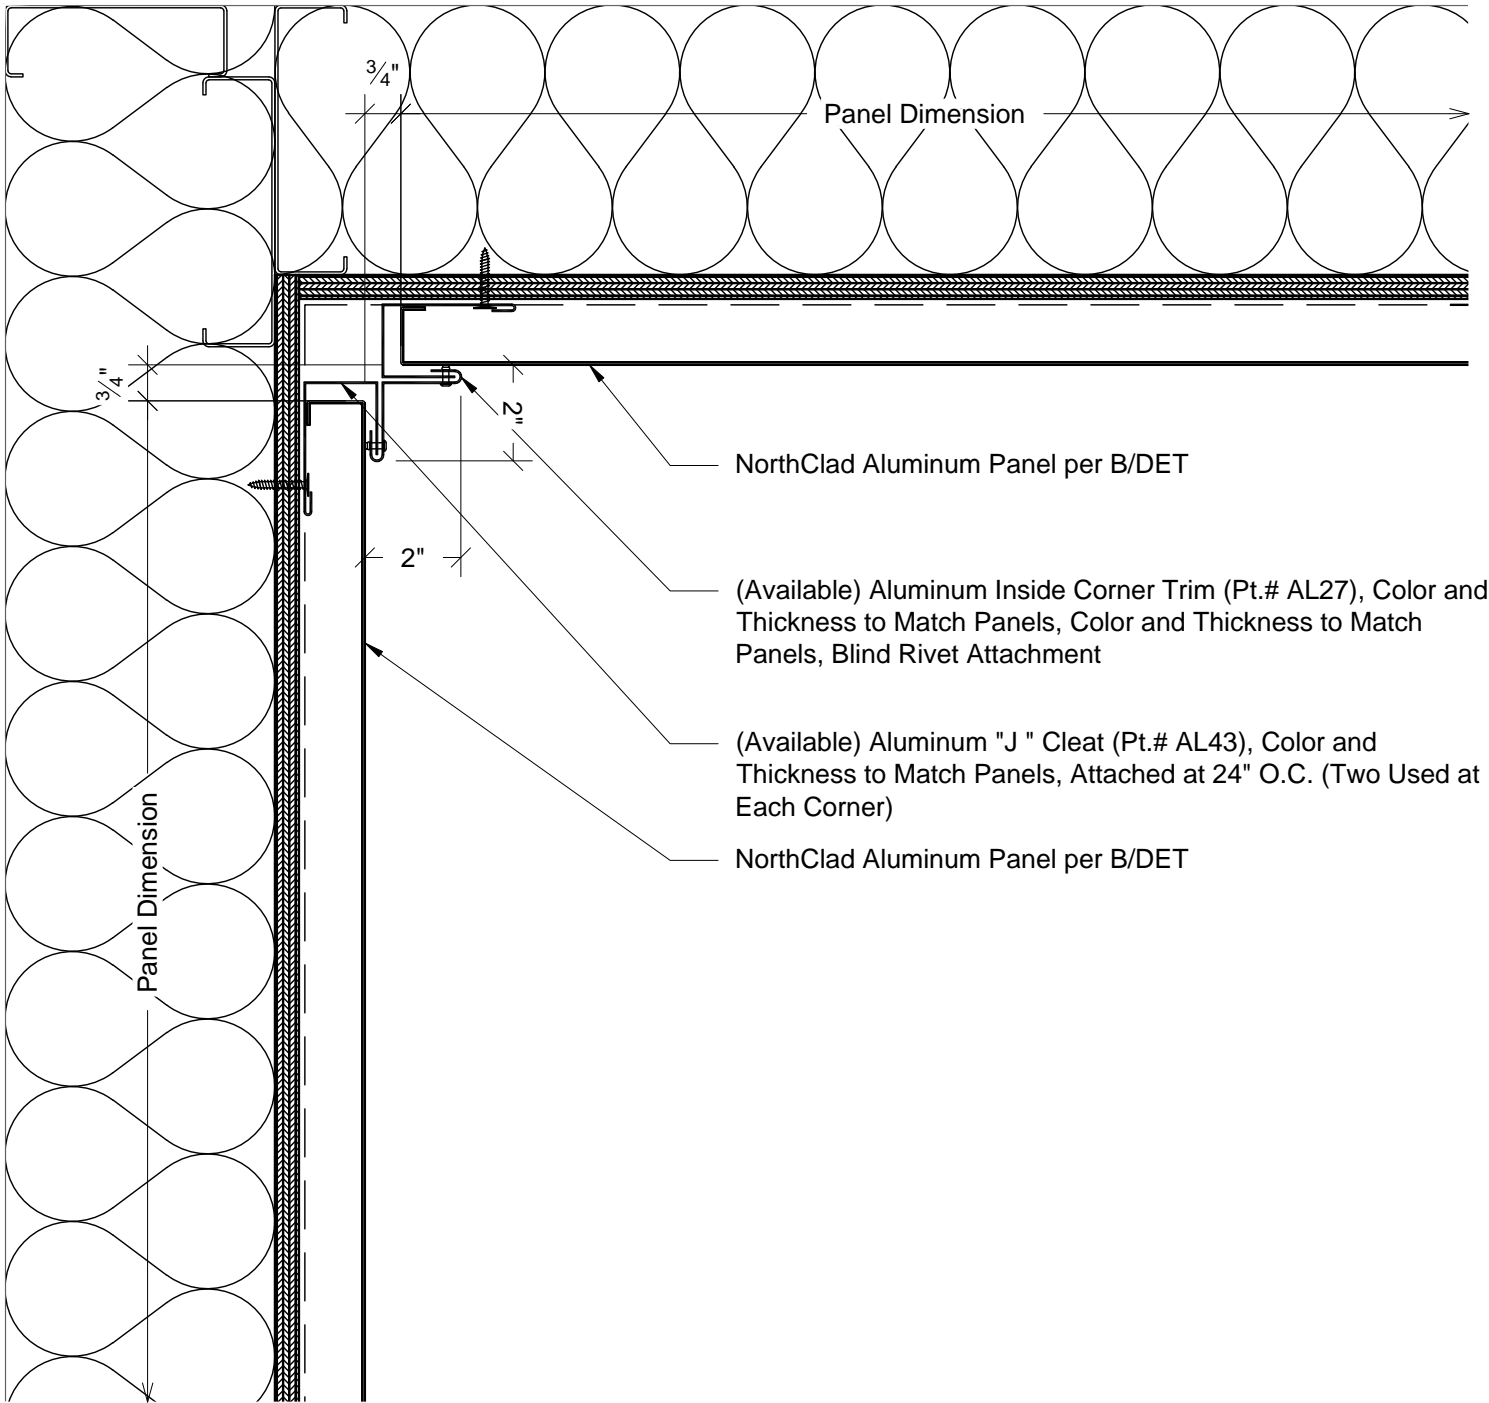 3/4"
Panel Dimension
3/4"
2"
NorthClad Aluminum Panel per B/DET
2"
(Available) Aluminum Inside Corner Trim (Pt.# AL27), Color and
Thickness to Match Panels, Color and Thickness to Match
Panels, Blind Rivet Attachment
(Available) Aluminum "J " Cleat (Pt.# AL43), Color and
Thickness to Match Panels, Attached at 24" O.C. (Two Used at
Each Corner)
Panel Dimension
NorthClad Aluminum Panel per B/DET